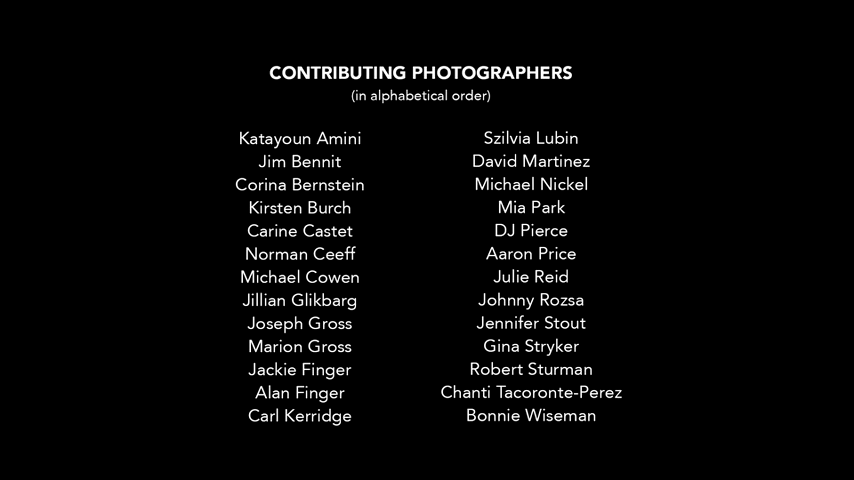 CONTRIBUTING PHOTOGRAPHERS
(in alphabetical order)
Katayoun Amini
Jim Bennit
Corina Bernstein
Kirsten Burch
Carine Castet
Norman Ceeff
Michael Cowen
Jillian Glikbarg
Joseph Gross
Marion Gross
Jackie Finger
Alan Finger
Carl Kerridge
Szilvia Lubin
David Martinez
Michael Nickel
Mia Park
DJ Pierce
Aaron Price
Julie Reid
Johnny Rozsa
Jennifer Stout
Gina Stryker
Robert Sturman
Chanti Tacoronte-Perez
Bonnie Wiseman